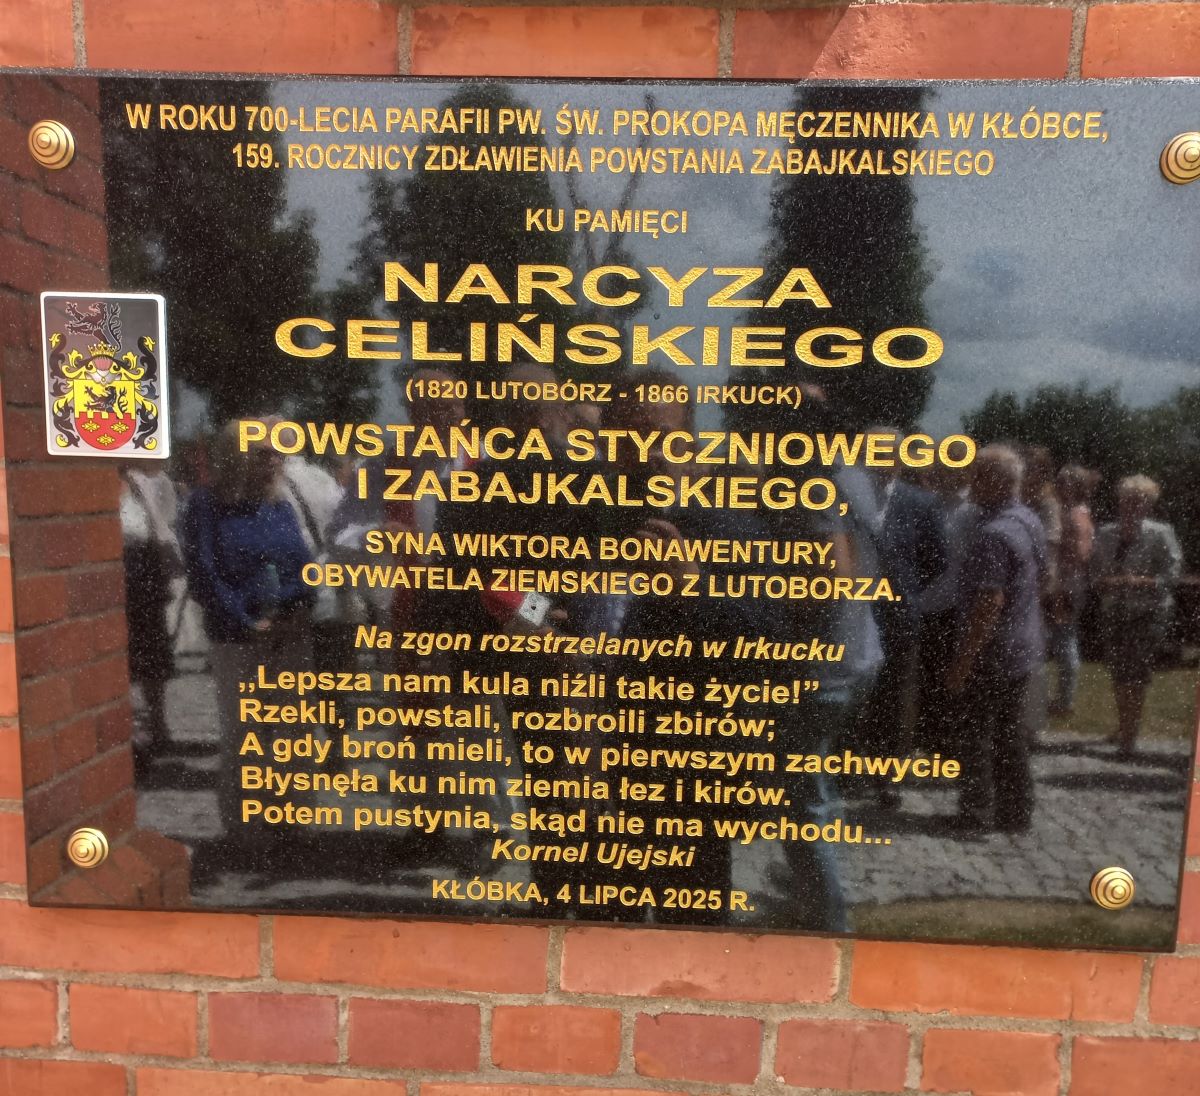 W ROKU 700-LECIA PARAFII PW. ŚW. PROKOPA MĘCZENNIKA W KŁÓBCE,
159. ROCZNICY ZDŁAWIENIA POWSTANIA ZABAJKALSKIEGO
KU PAMIĘCI
NARCYZA
CELIŃSKIEGO
(1820 LUTOBÓRZ - 1866 IRKUCK)
POWSTAŃCA STYCZNIOWEGO
I ZABAJKALSKIEGO,
SYNA WIKTORA BONAWENTURY,
OBYWATELA ZIEMSKIEGO Z LUTOBORZA.
Na zgon rozstrzelanych w Irkucku
,,Lepsza nam kula niźli takie życie!”
Rzekli, powstali, rozbroili zbirów;
A gdy broń mieli, to w pierwszym zachwycie
Błysnęła ku nim ziemia łez i kirów.
Potem pustynia, skąd nie ma wychodu...
Kornel Ujejski
KŁÓBKA, 4 LIPCA 2025 R.